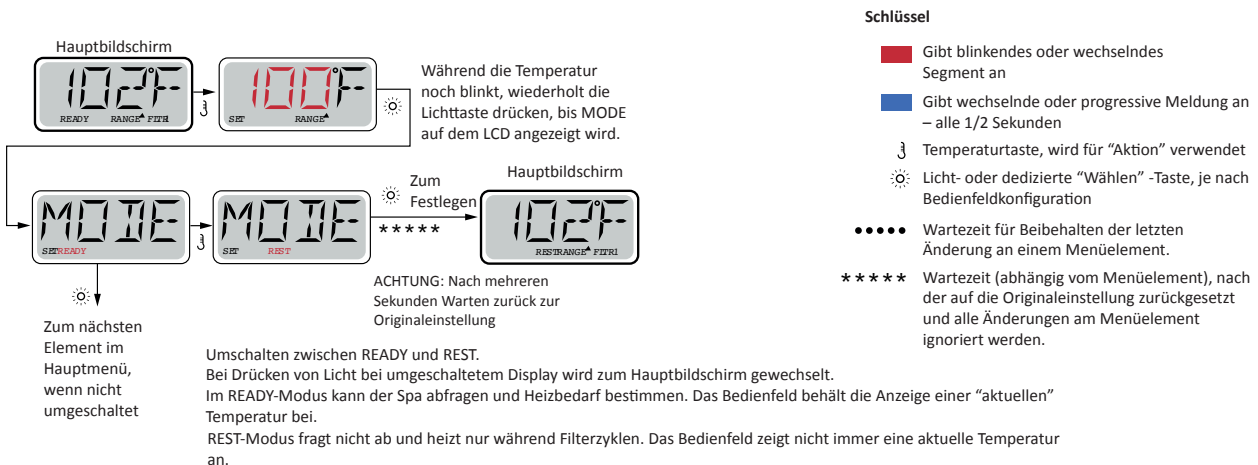 Schlüssel
Hauptbildschirm
102°F
READY RANGE FITR1
100°F
SET RANGE
Während die Temperatur
noch blinkt, wiederholt die
Lichttaste drücken, bis MODE
auf dem LCD angezeigt wird.
Gibt blinkendes oder wechselndes
Segment an
Gibt wechselnde oder progressive Meldung an
– alle 1/2 Sekunden
Temperaturtaste, wird für “Aktion” verwendet
Licht- oder dedizierte “Wählen” -Taste, je nach
Bedienfeldkonfiguration
Wartezeit für Beibehalten der letzten
Änderung an einem Menüelement.
***** Wartezeit (abhängig vom Menüelement), nach
der auf die Originaleinstellung zurückgesetzt
und alle Änderungen am Menüelement
ignoriert werden.
MODE
SETREADY
MODE
SET REST
Zum
Festlegen
*****
Hauptbildschirm
102°F
RESTRANGE FITR1
ACHTUNG: Nach mehreren
Sekunden Warten zurück zur
Originaleinstellung
Zum nächsten
Element im
Hauptmenü,
wenn nicht
umgeschaltet
Umschalten zwischen READY und REST.
Bei Drücken von Licht bei umgeschaltetem Display wird zum Hauptbildschirm gewechselt.
Im READY-Modus kann der Spa abfragen und Heizbedarf bestimmen. Das Bedienfeld behält die Anzeige einer “aktuellen”
Temperatur bei.
REST-Modus fragt nicht ab und heizt nur während Filterzyklen. Das Bedienfeld zeigt nicht immer eine aktuelle Temperatur
an.